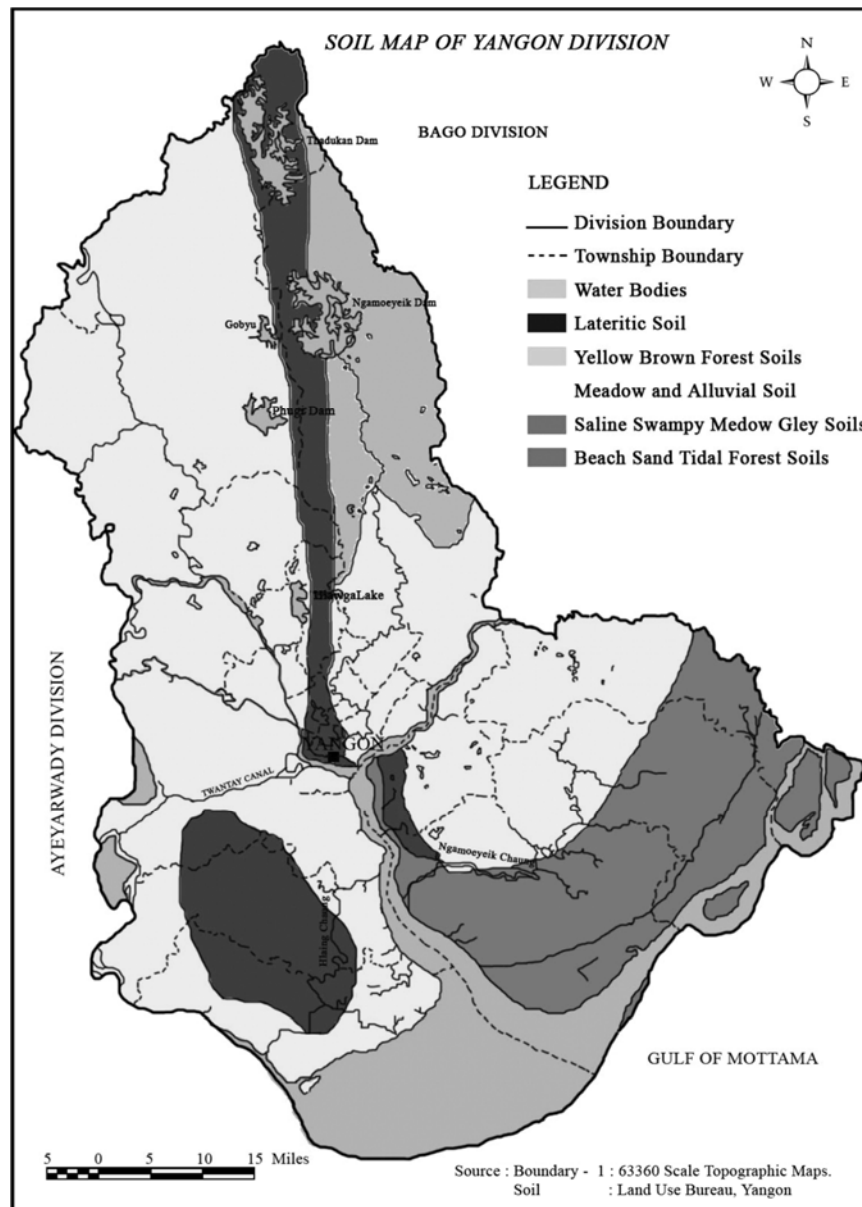 SOIL MAP OF YANGON DIVISION
N
W E
S
BAGO DIVISION
Thadukan Dam
LEGEND
Division Boundary
Township Boundary
Water Bodies
Lateritic Soil
Yellow Brown Forest Soils
Meadow and Alluvial Soil
Saline Swampy Medow Gley Soils
Beach Sand Tidal Forest Soils
Ngamoeyeik Dam
Gobyu
Phugs Dam
HlawgaLake
YANGON
TWANTAY CANAL
AYEYARWADY DIVISION
Ngamoeyeik Chaung
Hlaing Chaung
GULF OF MOTTAMA
5 0 5 10 15 Miles
Source : Boundary - 1 : 63360 Scale Topographic Maps.
Soil : Land Use Bureau, Yangon